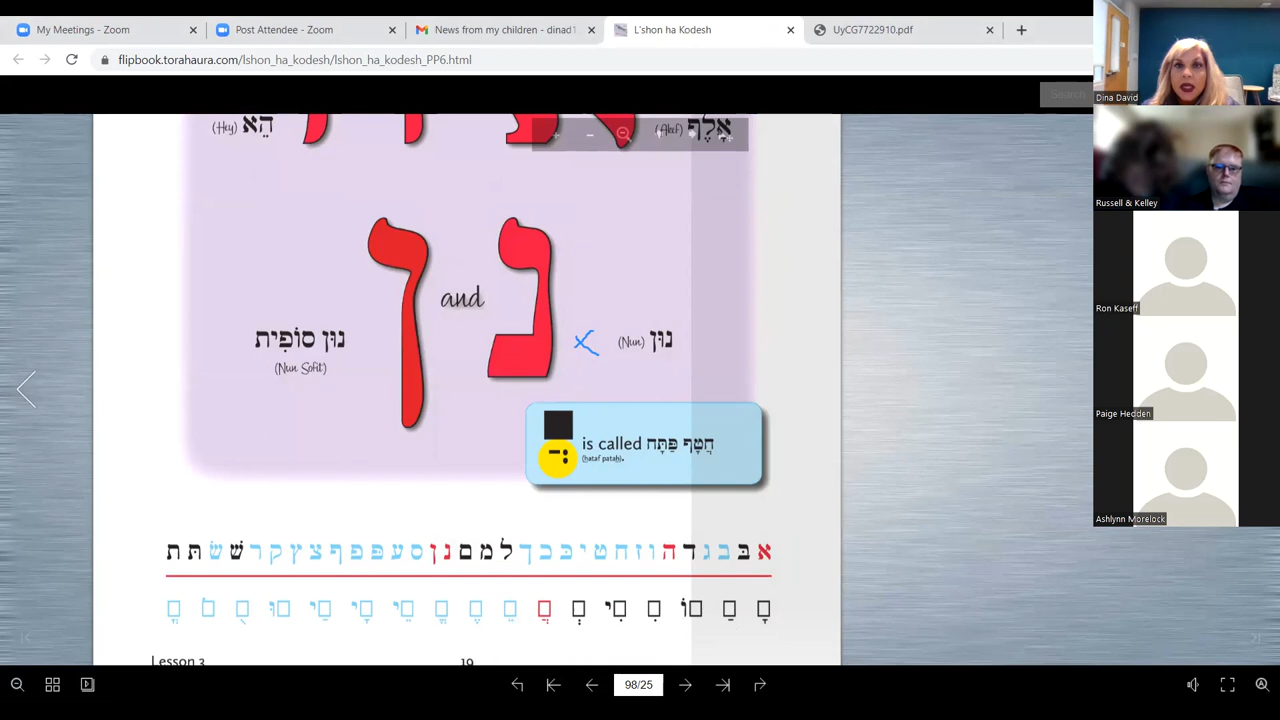 My Meetings - Zoom
Post Attendee - Zoom
News from my children - dinad1
L'shon ha Kodesh
UyCG7722910.pdf
flipbook.torahaura.com/lshon_ha_kodesh/lshon_ha_kodesh_PP6.html
Search
הֵא (Hey)
אָלֶף (Alef)
ן and נ
נוּן (Nun)
נוּן סוֹפִית
(Nun Sofit)
is called חֲטַף פַּתָּח
(hataf patah).
א בּ ב ג ד ה ו ז ח ט י כּ כ ך ל מ ם נ ן ס ע פּ פ ף צ ץ ק ר שׁ שׂ תּ ת
Lesson 3
19
98/25
Dina David
Russell & Kelley
Ron Kaseff
Paige Hedden
Ashlynn Morelock